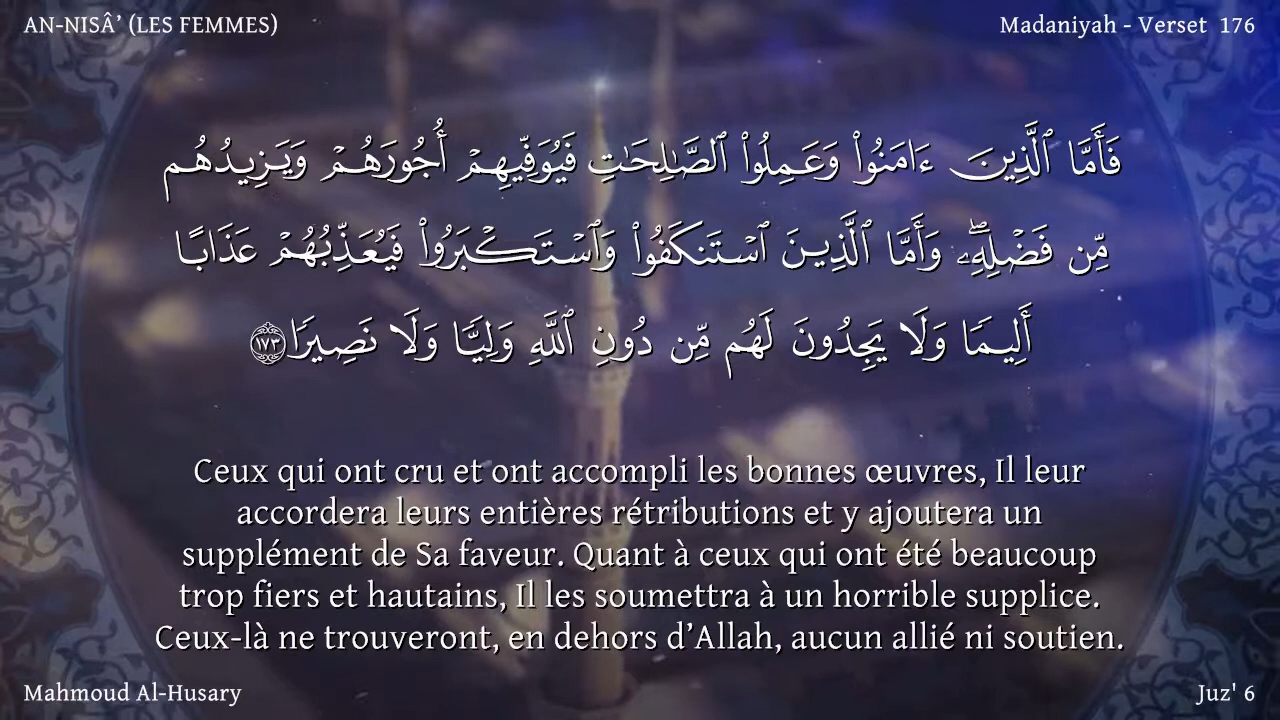 AN-NISÂ’ (LES FEMMES)
Madaniyah - Verset 176
فَأَمَّا ٱلَّذِينَ ءَامَنُوا۟ وَعَمِلُوا۟ ٱلصَّـٰلِحَـٰتِ فَيُوَفِّيهِمْ أُجُورَهُمْ وَيَزِيدُهُم
مِّن فَضْلِهِۦ ۖ وَأَمَّا ٱلَّذِينَ ٱسْتَنكَفُوا۟ وَٱسْتَكْبَرُوا۟ فَيُعَذِّبُهُمْ عَذَابًا
أَلِيمًا وَلَا يَجِدُونَ لَهُم مِّن دُونِ ٱللَّهِ وَلِيًّا وَلَا نَصِيرًا ١٧٣
Ceux qui ont cru et ont accompli les bonnes œuvres, Il leur
accordera leurs entières rétributions et y ajoutera un
supplément de Sa faveur. Quant à ceux qui ont été beaucoup
trop fiers et hautains, Il les soumettra à un horrible supplice.
Ceux-là ne trouveront, en dehors d’Allah, aucun allié ni soutien.
Mahmoud Al-Husary
Juz' 6